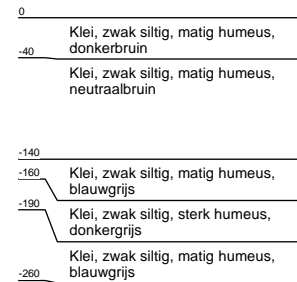 0
Klei, zwak siltig, matig humeus,
donkerbruin
-40
Klei, zwak siltig, matig humeus,
neutraalbruin
-140
-160
Klei, zwak siltig, matig humeus,
blauwgrijs
-190
Klei, zwak siltig, sterk humeus,
donkergrijs
Klei, zwak siltig, matig humeus,
blauwgrijs
-260